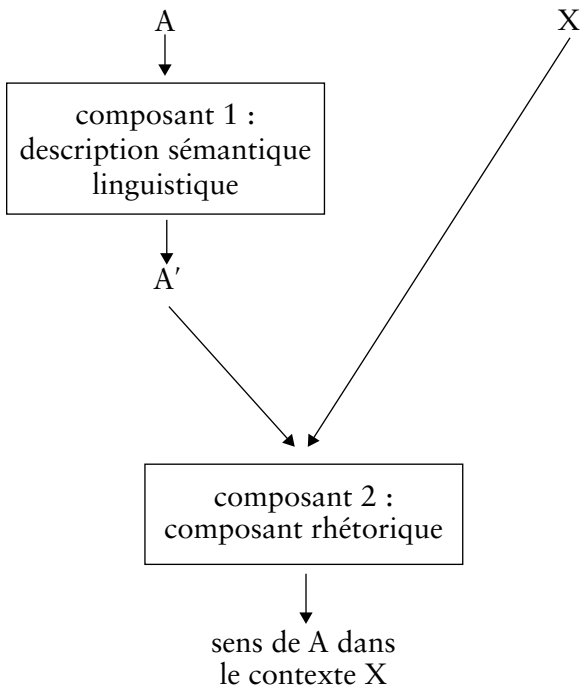 A
X
composant 1 :
description sémantique
linguistique
A′
composant 2 :
composant rhétorique
sens de A dans
le contexte X